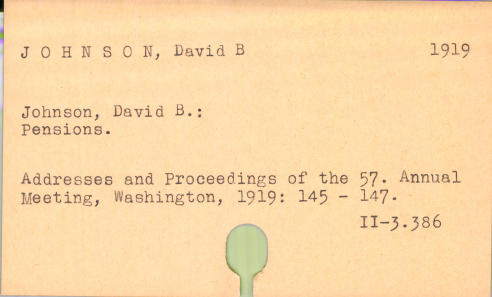 J O H N S O N, David B 1919
Johnson, David B.:
Pensions.
Addresses and Proceedings of the 57. Annual
Meeting, Washington, 1919: 145 - 147.
II-3.386